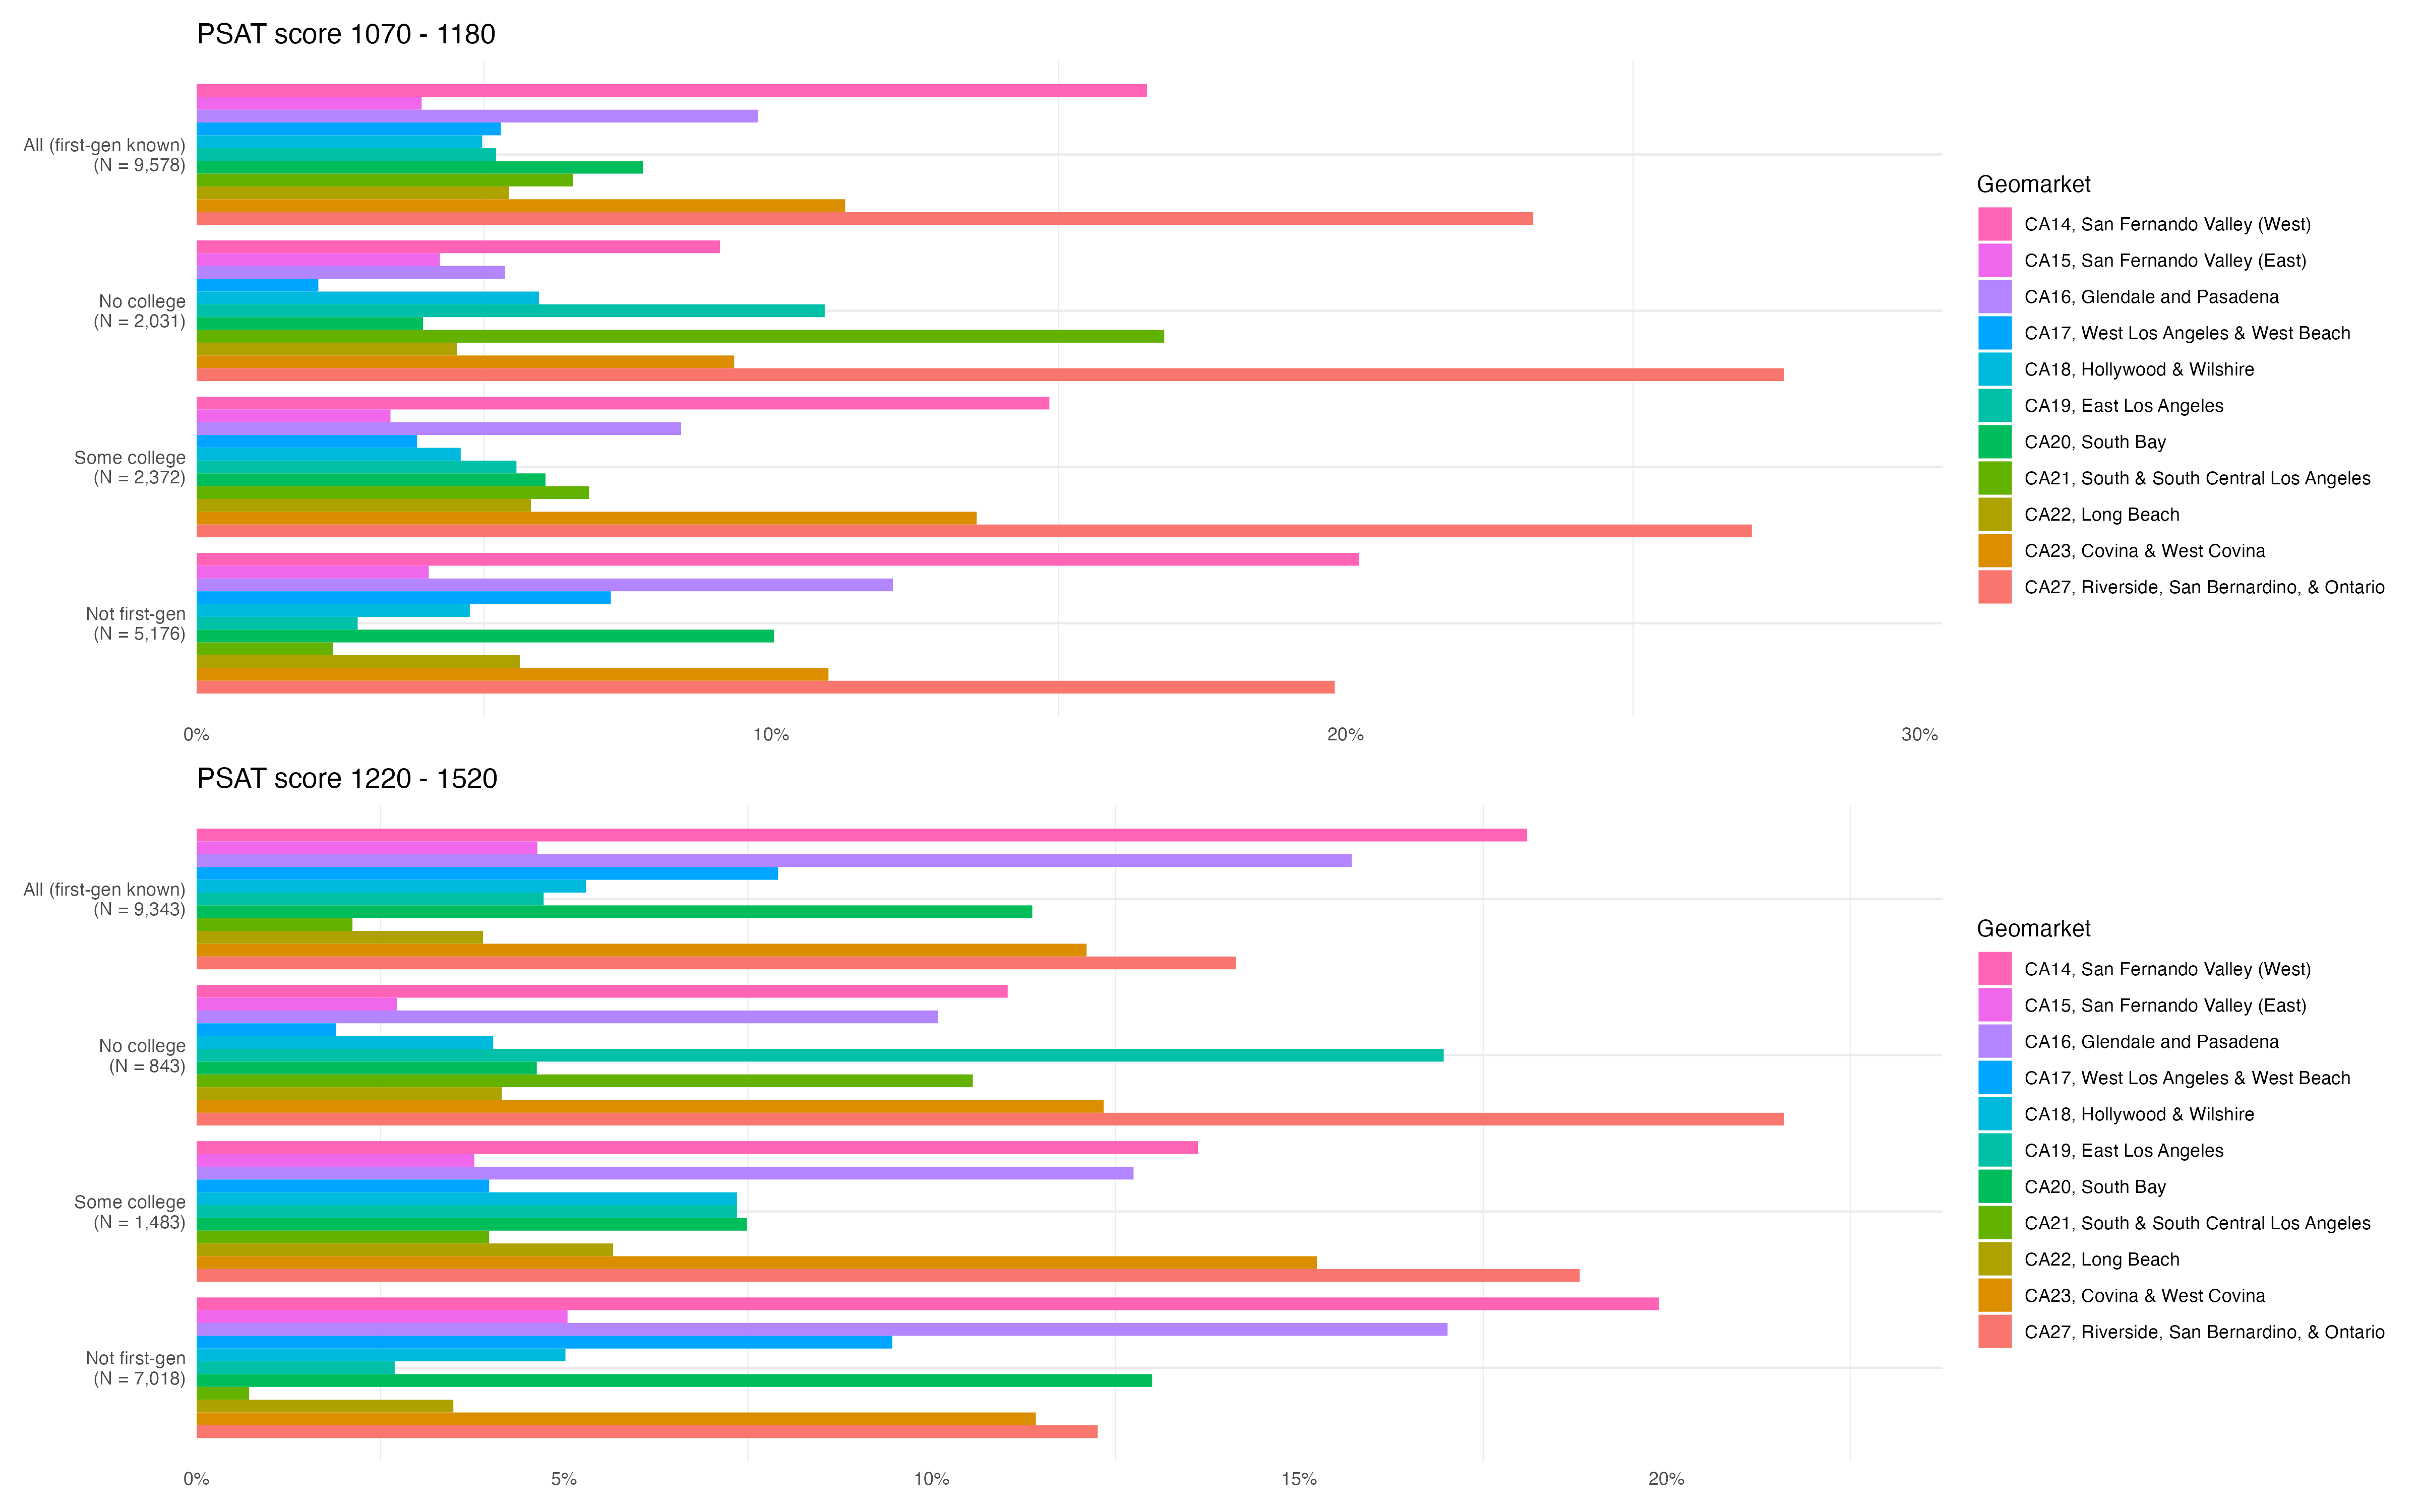 PSAT score 1070 - 1180
All (first-gen known)
(N = 9,578)
No college
(N = 2,031)
Some college
(N = 2,372)
Not first-gen
(N = 5,176)
0%
10%
20%
30%
Geomarket
CA14, San Fernando Valley (West)
CA15, San Fernando Valley (East)
CA16, Glendale and Pasadena
CA17, West Los Angeles & West Beach
CA18, Hollywood & Wilshire
CA19, East Los Angeles
CA20, South Bay
CA21, South & South Central Los Angeles
CA22, Long Beach
CA23, Covina & West Covina
CA27, Riverside, San Bernardino, & Ontario
PSAT score 1220 - 1520
All (first-gen known)
(N = 9,343)
No college
(N = 843)
Some college
(N = 1,483)
Not first-gen
(N = 7,018)
0%
5%
10%
15%
20%
Geomarket
CA14, San Fernando Valley (West)
CA15, San Fernando Valley (East)
CA16, Glendale and Pasadena
CA17, West Los Angeles & West Beach
CA18, Hollywood & Wilshire
CA19, East Los Angeles
CA20, South Bay
CA21, South & South Central Los Angeles
CA22, Long Beach
CA23, Covina & West Covina
CA27, Riverside, San Bernardino, & Ontario